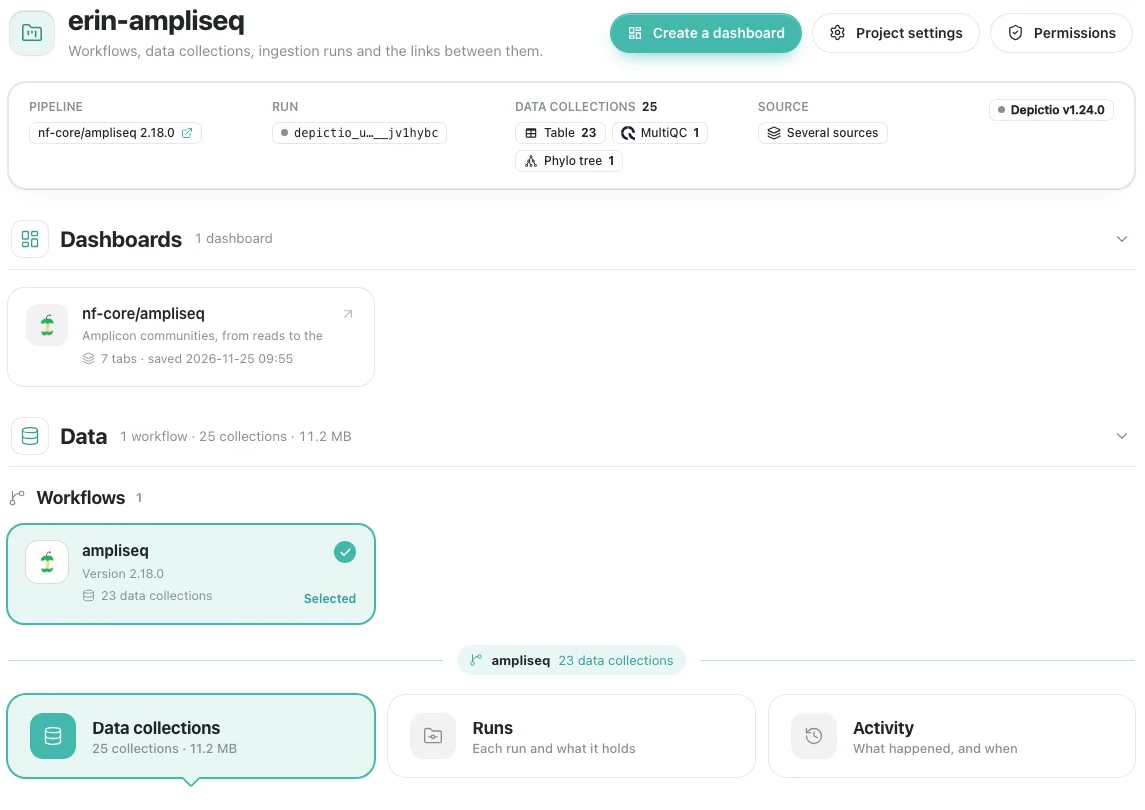 erin-ampliseq
Workflows, data collections, ingestion runs and the links between them.
Create a dashboard
Project settings
Permissions
PIPELINE
nf-core/ampliseq 2.18.0
RUN
depictio_u…__jv1hybc
DATA COLLECTIONS 25
Table 23
MultiQC 1
Phylo tree 1
SOURCE
Several sources
Depictio v1.24.0
Dashboards 1 dashboard
nf-core/ampliseq
Amplicon communities, from reads to the
7 tabs · saved 2026-11-25 09:55
Data 1 workflow · 25 collections · 11.2 MB
Workflows 1
ampliseq
Version 2.18.0
23 data collections
Selected
ampliseq 23 data collections
Data collections
25 collections · 11.2 MB
Runs
Each run and what it holds
Activity
What happened, and when